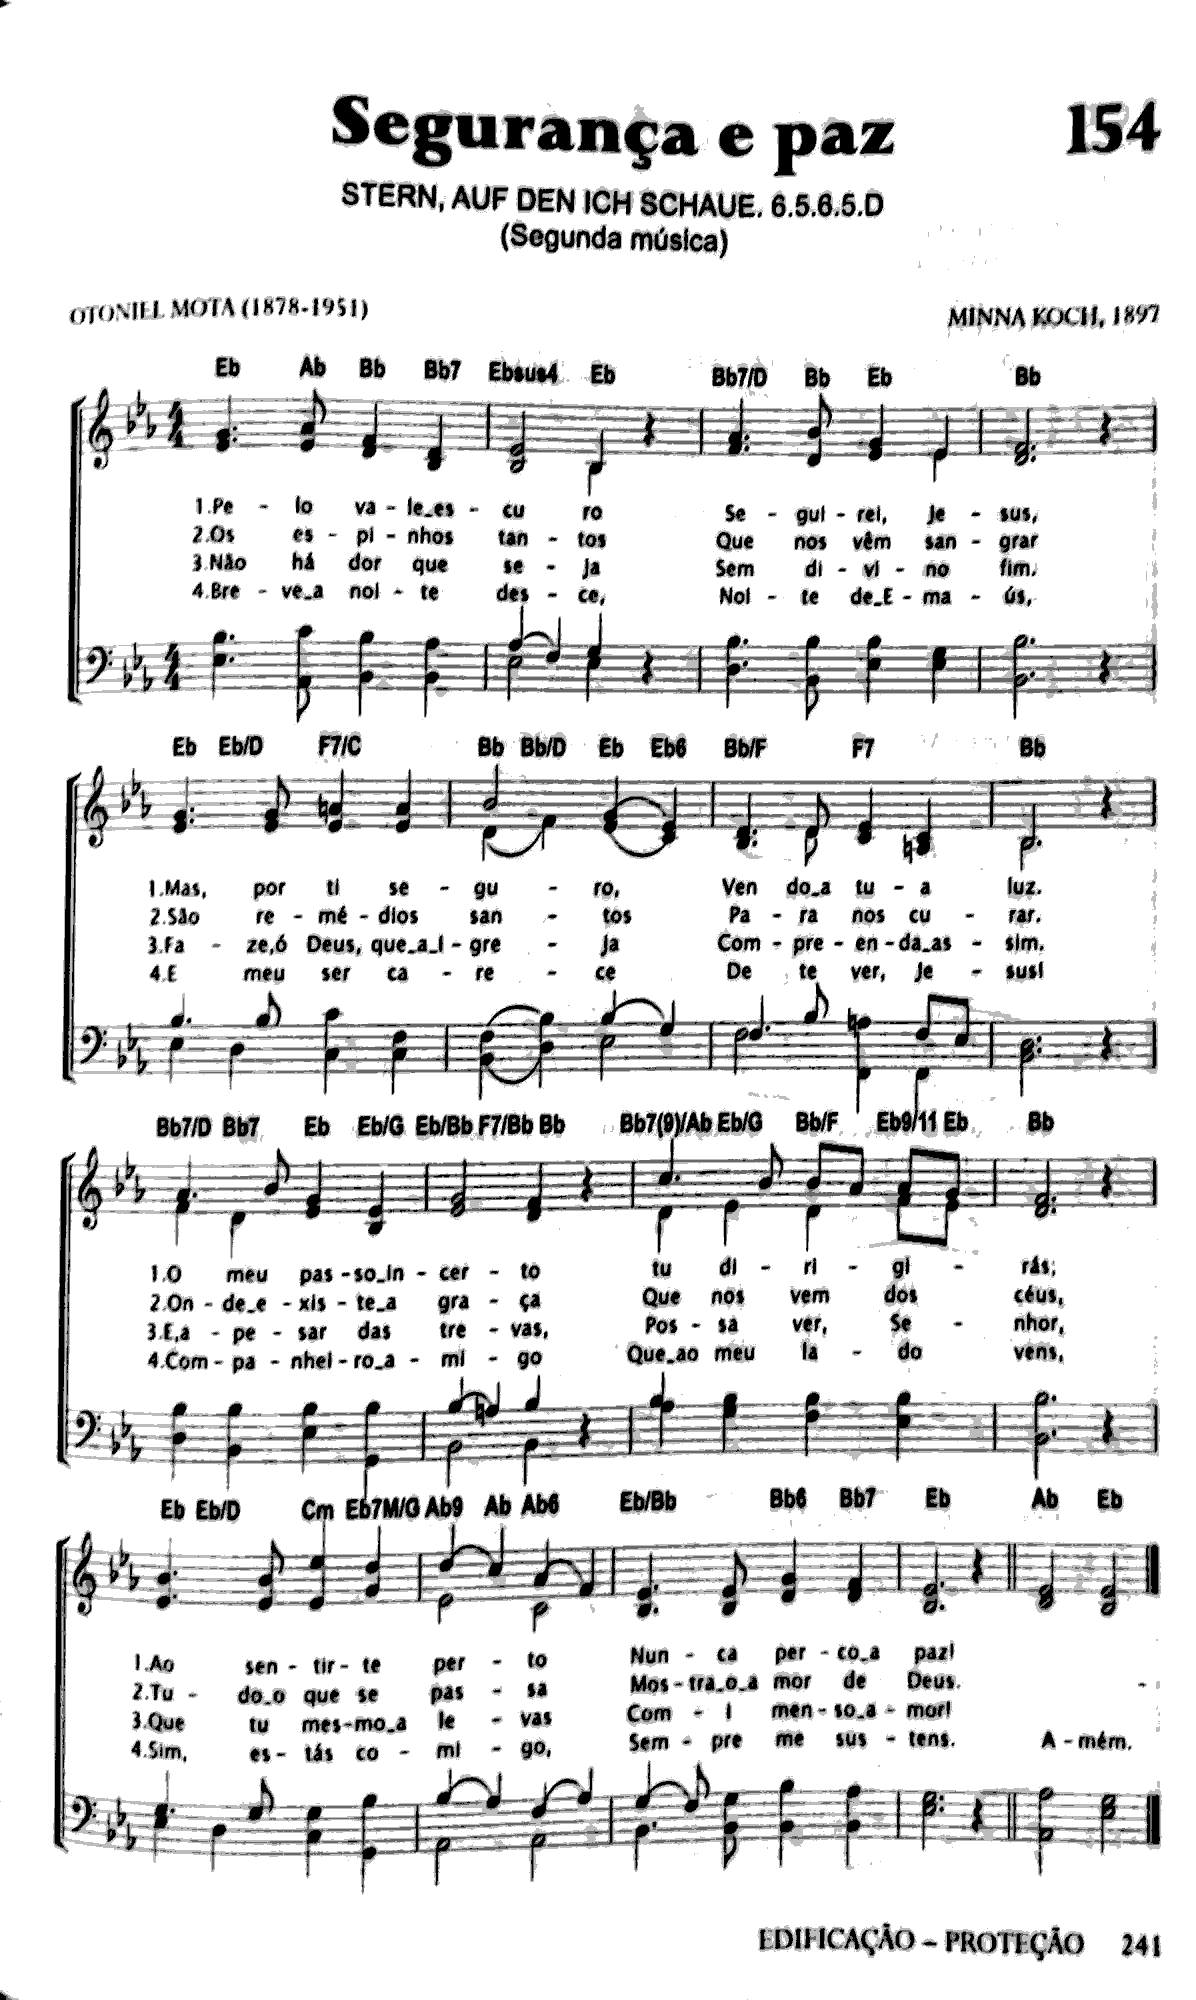 Segurança e paz 154
STERN, AUF DEN ICH SCHAUE. 6.5.6.5.D
(Segunda música)
OTONIEL MOTA (1878-1951) MINNA KOCH, 1897
Eb Ab Bb Bb7 Ebsus4 Eb Bb7/D Bb Eb Bb
1.Pe - lo va - le_es - cu ro Se - gui - rei, Je - sus,
2.Os es - pi - nhos tan - tos Que nos vêm san - grar
3.Não há dor que se - ja Sem di - vi - no fim.
4.Bre - ve_a noi - te des - ce, Noi - te de_E - ma - ús,
Eb Eb/D F7/C Bb Bb/D Eb Eb6 Bb/F F7 Bb
1.Mas, por ti se - gu - ro, Ven do_a tu - a luz.
2.São re - mé - dios san - tos Pa - ra nos cu - rar.
3.Fa - ze,ó Deus, que_a_i - gre - ja Com - pre - en - da_as - sim.
4.E meu ser ca - re - ce De te ver, Je - sus!
Bb7/D Bb7 Eb Eb/G Eb/Bb F7/Bb Bb Bb7(9)/Ab Eb/G Bb/F Eb9/11 Eb Bb
1.O meu pas - so_in - cer - to tu di - ri - gi - rás;
2.On - de_e - xis - te_a gra - ça Que nos vem dos céus,
3.E,a - pe - sar das tre - vas, Pos - sa ver, Se - nhor,
4.Com - pa - nhei - ro_a - mi - go Que_ao meu la - do vens,
Eb Eb/D Cm Eb7M/G Ab9 Ab Ab6 Eb/Bb Bb6 Bb7 Eb Ab Eb
1.Ao sen - tir - te per - to Nun - ca per - co_a paz!
2.Tu - do_o que se pas - sa Mos - tra_o_a mor de Deus.
3.Que tu mes - mo_a le - vas Com - i men - so_a - mor!
4.Sim, es - tás co - mi - go, Sem - pre me sus - tens. A - mém.
EDIFICAÇÃO – PROTEÇÃO 241